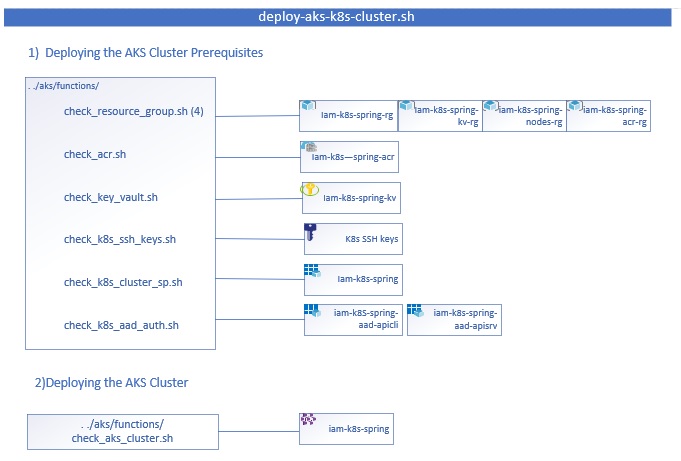 deploy-aks-k8s-cluster.sh
1) Deploying the AKS Cluster Prerequisites
../aks/functions/
check_resource_group.sh (4)
Iam-k8s-spring-rg
Iam-k8s-spring-
kv-rg
Iam-k8s-spring-
nodes-rg
Iam-k8s-spring-
acr-rg
check_acr.sh
Iam-k8s—spring-acr
check_key_vault.sh
Iam-k8s-spring-kv
check_k8s_ssh_keys.sh
K8s SSH keys
check_k8s_cluster_sp.sh
Iam-k8s-spring
check_k8s_aad_auth.sh
iam-k8S-spring-
aad-apicli
iam-k8s-spring-
aad-apisrv
2)Deploying the AKS Cluster
../aks/functions/
check_aks_cluster.sh
iam-k8s-spring